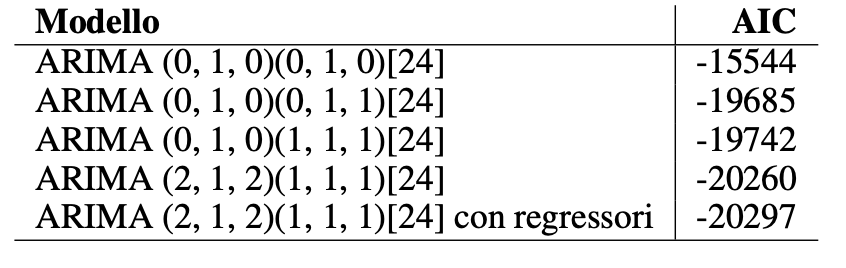 Modello AIC
ARIMA (0, 1, 0)(0, 1, 0)[24] -15544
ARIMA (0, 1, 0)(0, 1, 1)[24] -19685
ARIMA (0, 1, 0)(1, 1, 1)[24] -19742
ARIMA (2, 1, 2)(1, 1, 1)[24] -20260
ARIMA (2, 1, 2)(1, 1, 1)[24] con regressori -20297